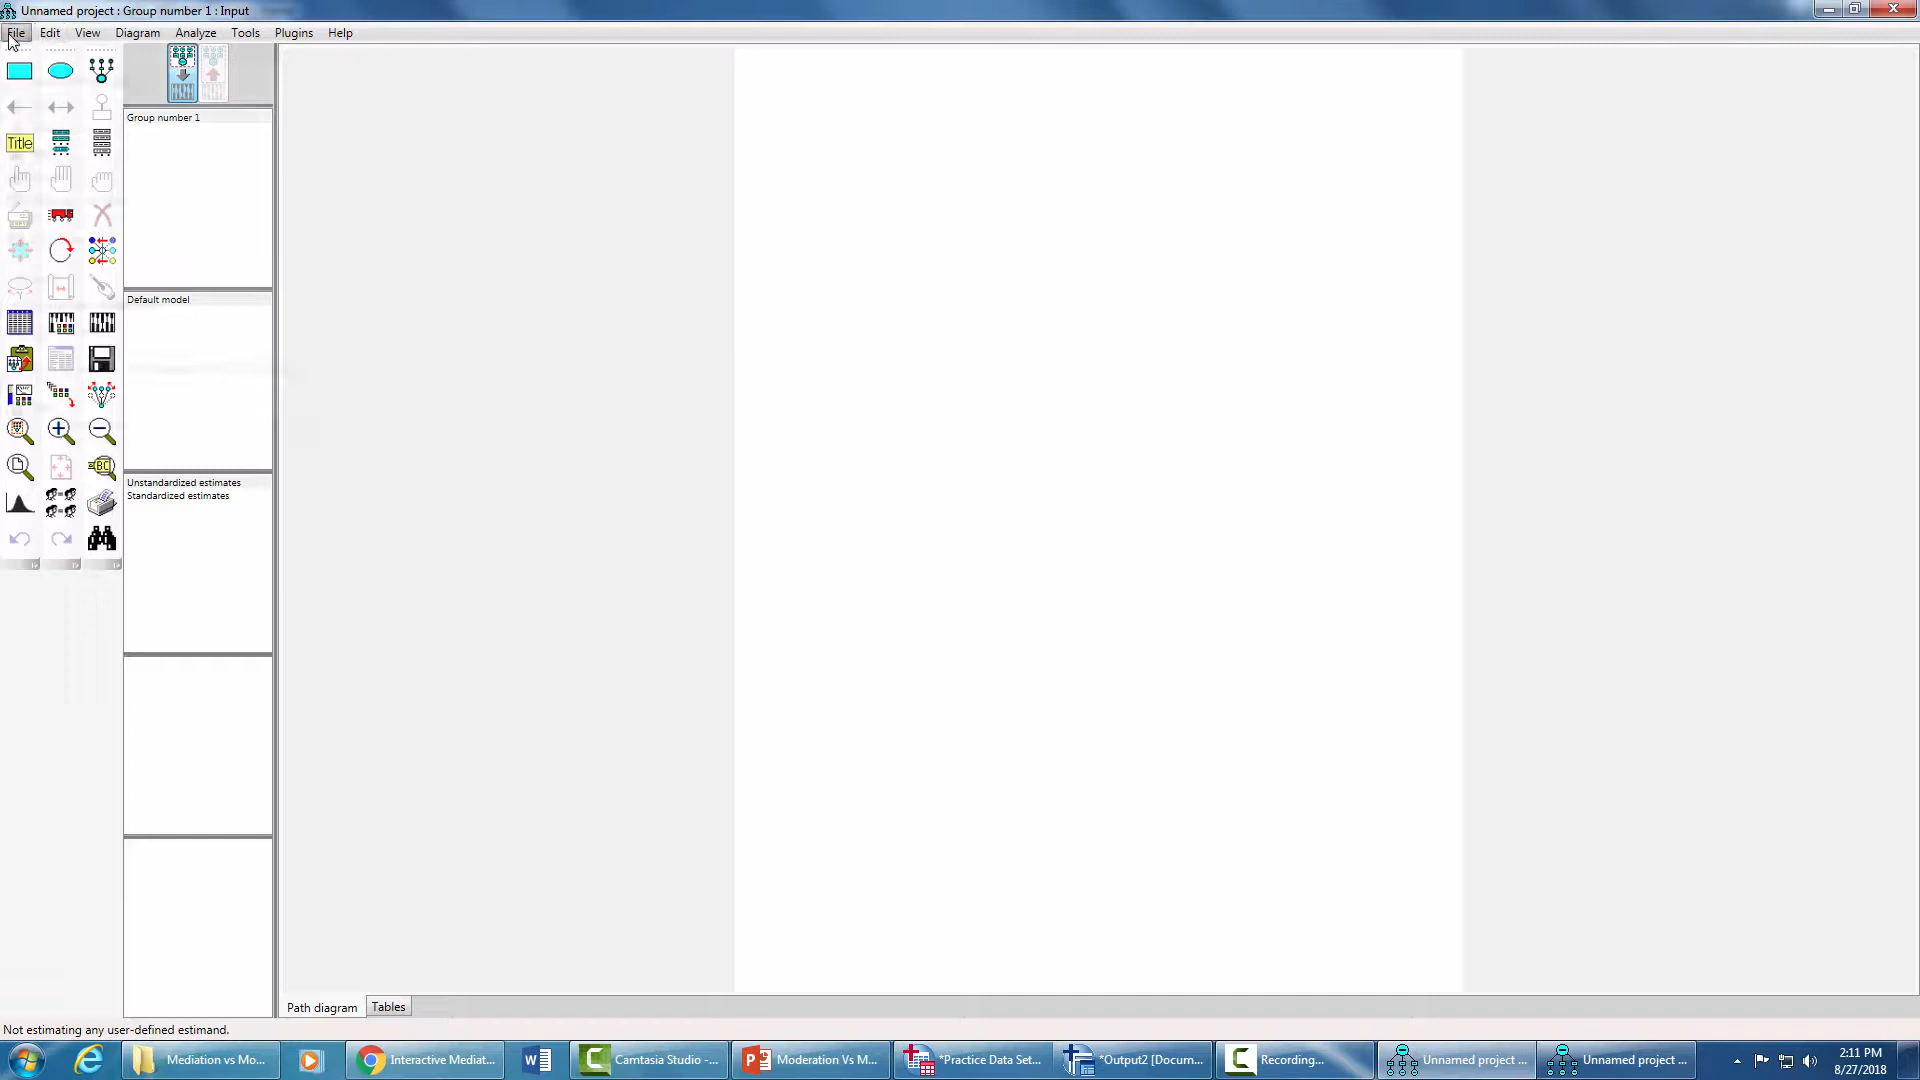 Unnamed project : Group number 1 : Input
File Edit View Diagram Analyze Tools Plugins Help
Title
Group number 1
Default model
Unstandardized estimates
Standardized estimates
Path diagram Tables
Not estimating any user-defined estimand.
Mediation vs Mo... Interactive Mediat... Camtasia Studio -... Moderation Vs M... *Practice Data Set... *Output2 [Docum... Recording... Unnamed project ... Unnamed project ...
2:11 PM
8/27/2018